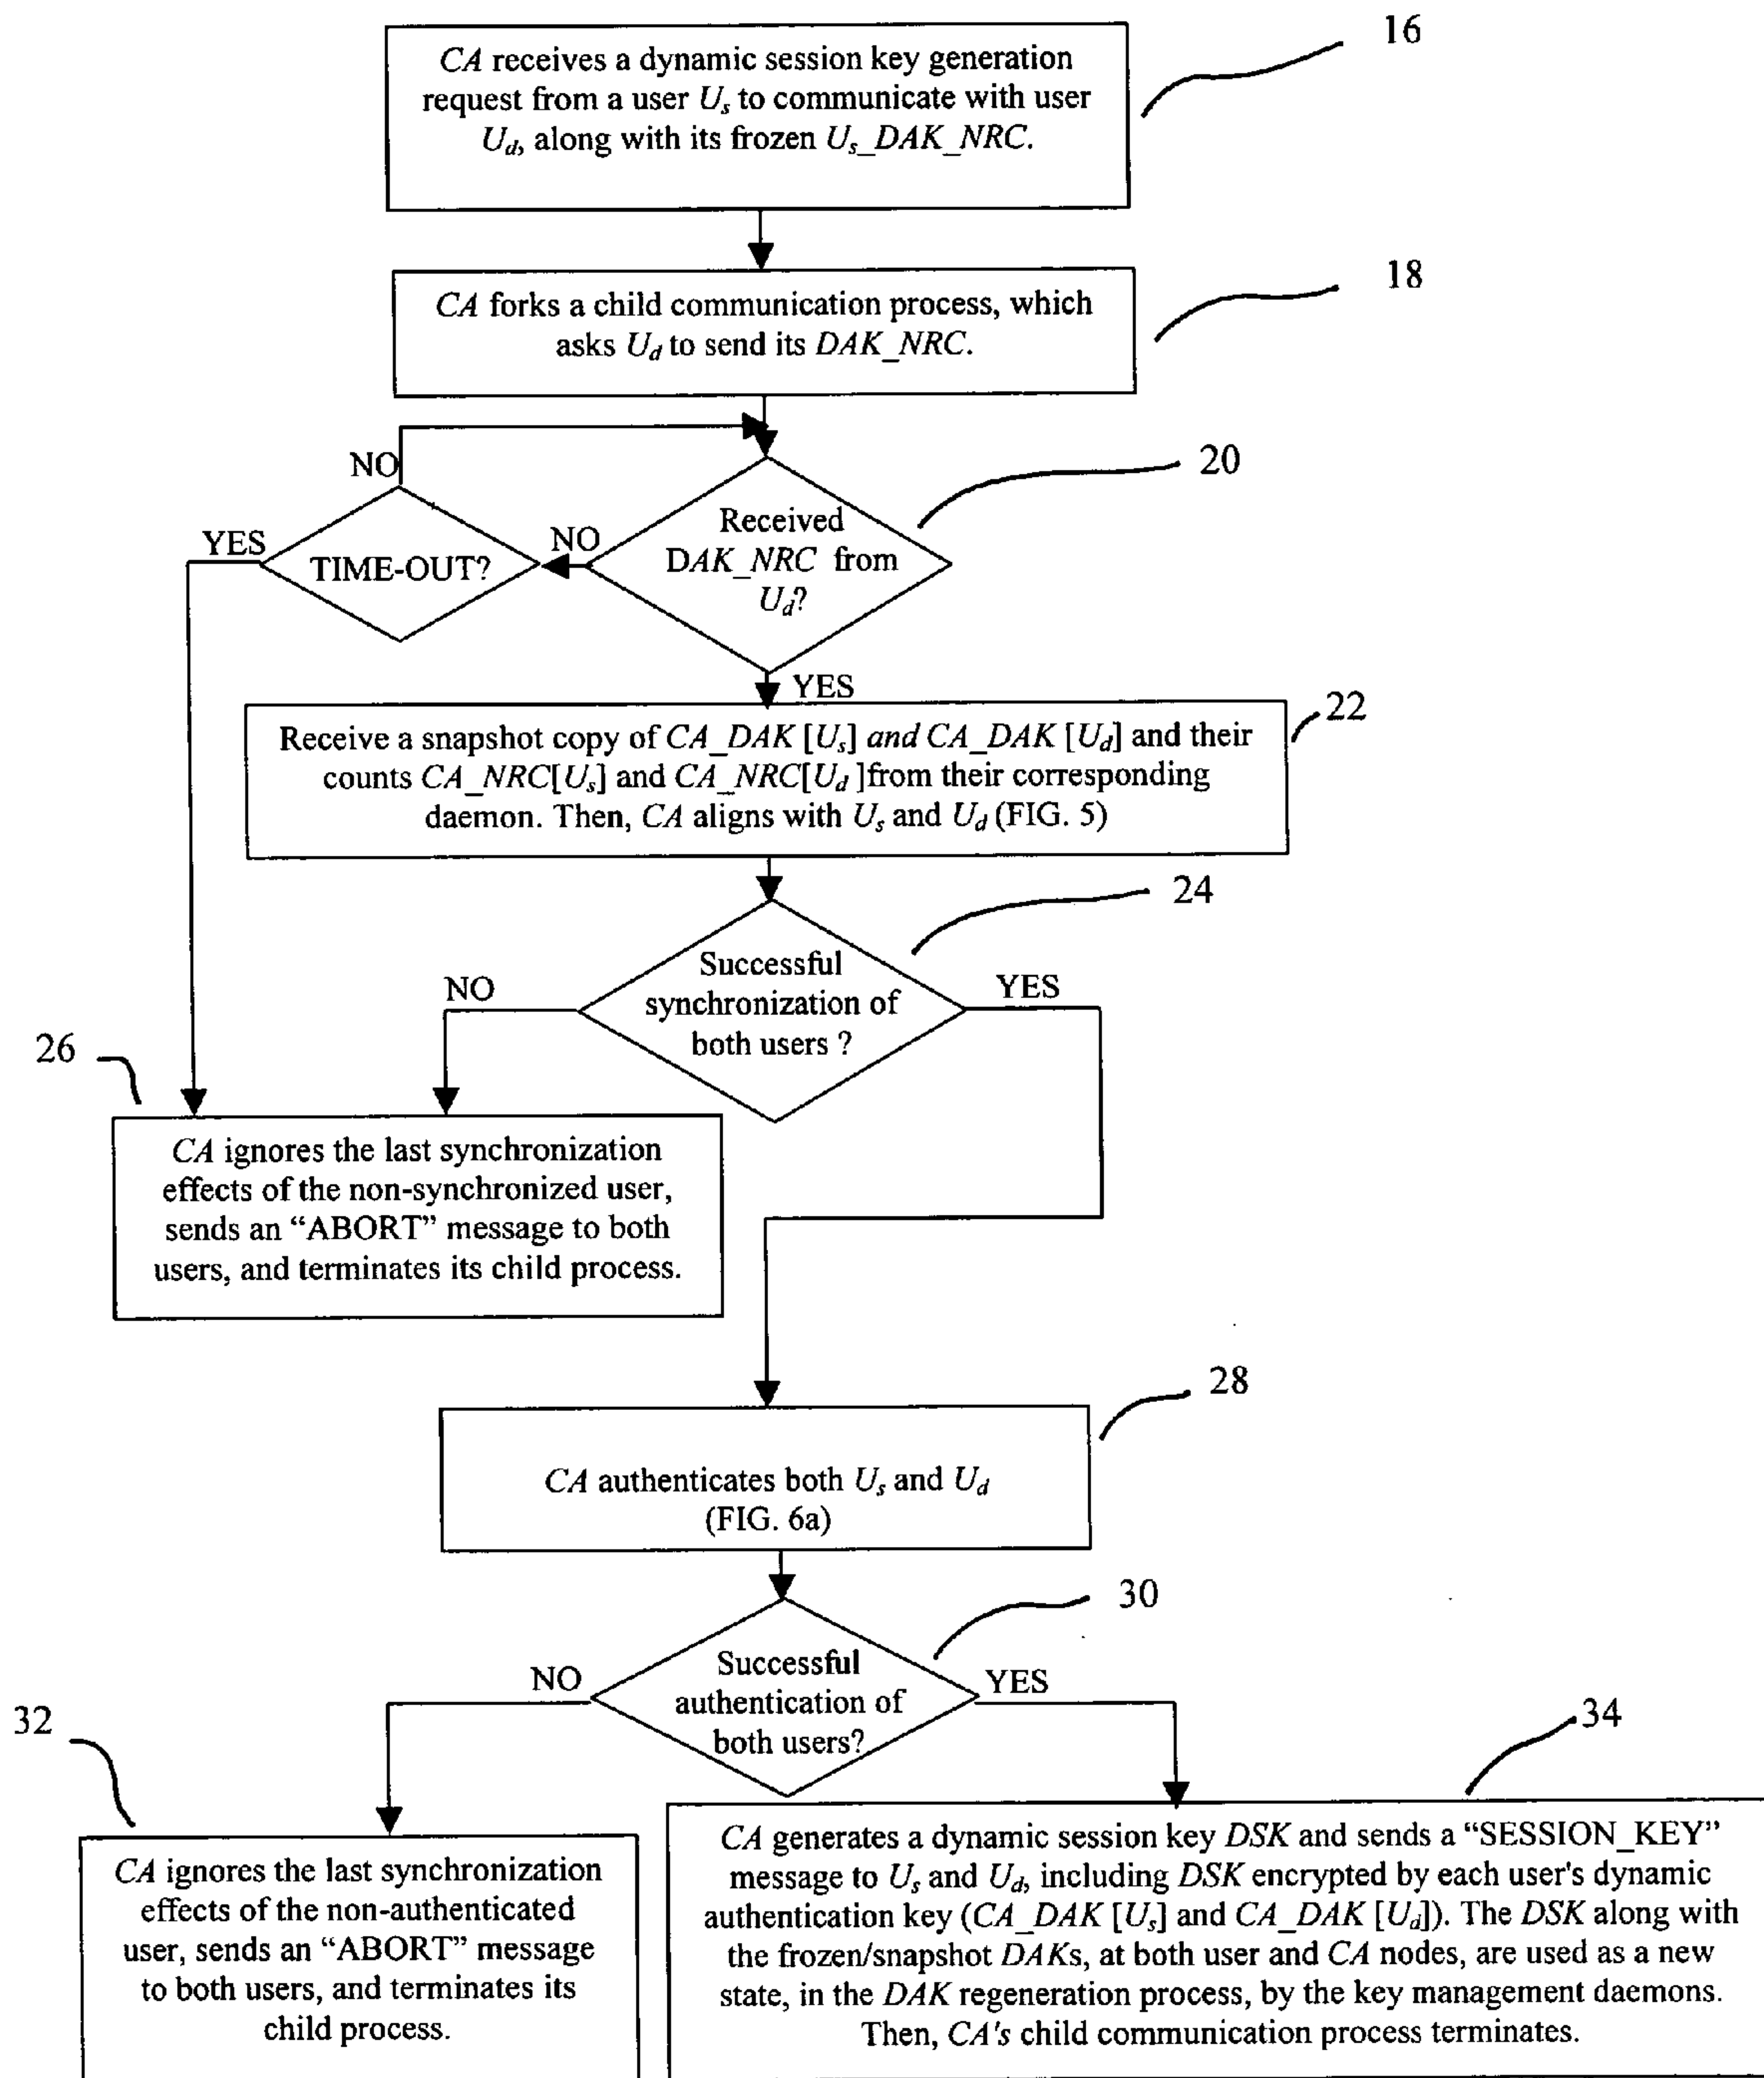 16
CA receives a dynamic session key generation
request from a user Us to communicate with user
Ud, along with its frozen Us_DAK_NRC.
18
CA forks a child communication process, which
asks Ud to send its DAK_NRC.
NO
20
YES
TIME-OUT?
NO
Received
DAK_NRC from
Ud?
YES
22
Receive a snapshot copy of CA_DAK [Us] and CA_DAK [Ud] and their
counts CA_NRC[Us] and CA_NRC[Ud ]from their corresponding
daemon. Then, CA aligns with Us and Ud (FIG. 5)
24
NO
Successful
synchronization of
both users ?
YES
26
CA ignores the last synchronization
effects of the non-synchronized user,
sends an “ABORT” message to both
users, and terminates its child process.
28
CA authenticates both Us and Ud
(FIG. 6a)
30
NO
Successful
authentication of
both users?
YES
32
34
CA ignores the last synchronization
effects of the non-authenticated
user, sends an “ABORT” message
to both users, and terminates its
child process.
CA generates a dynamic session key DSK and sends a “SESSION_KEY”
message to Us and Ud, including DSK encrypted by each user's dynamic
authentication key (CA_DAK [Us] and CA_DAK [Ud]). The DSK along with
the frozen/snapshot DAKs, at both user and CA nodes, are used as a new
state, in the DAK regeneration process, by the key management daemons.
Then, CA's child communication process terminates.